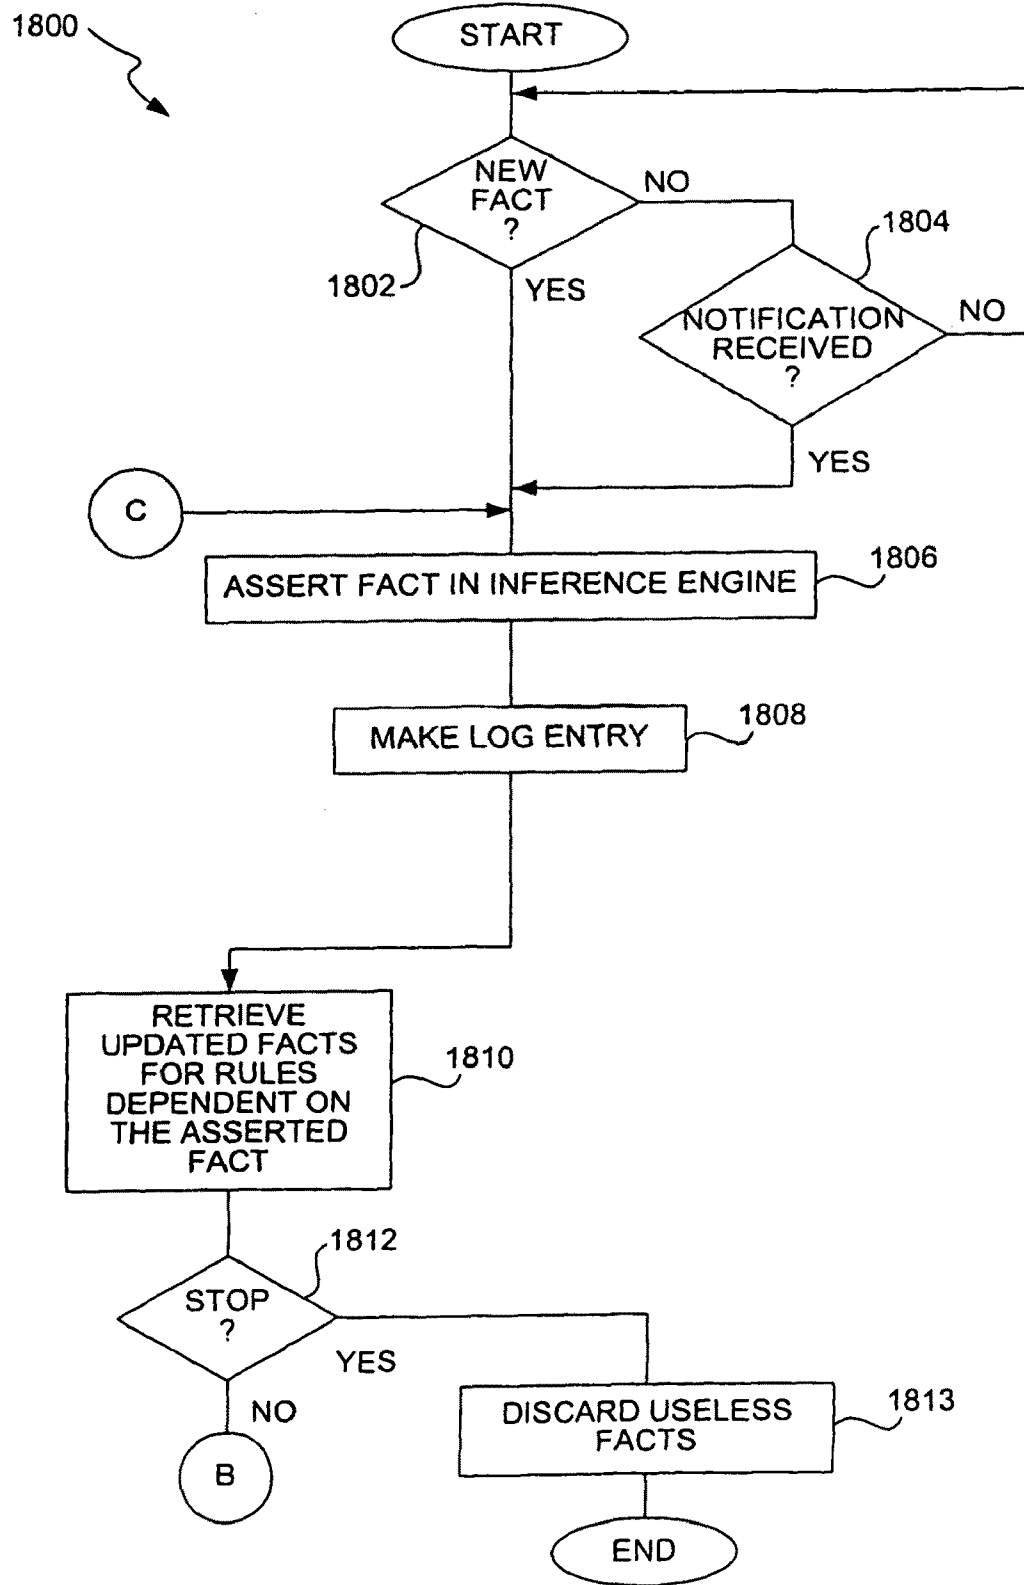 1800
START
NEW
FACT
?
NO
1802
YES
1804
NOTIFICATION
RECEIVED
?
NO
YES
C
ASSERT FACT IN INFERENCE ENGINE
1806
MAKE LOG ENTRY
1808
RETRIEVE
UPDATED FACTS
FOR RULES
DEPENDENT ON
THE ASSERTED
FACT
1810
STOP
?
1812
YES
NO
B
DISCARD USELESS
FACTS
1813
END